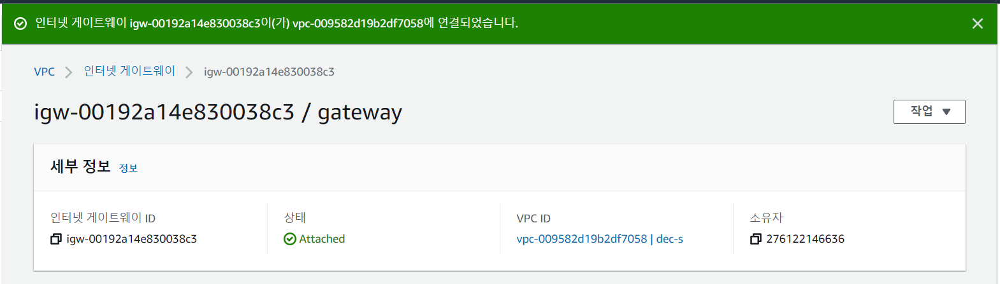 인터넷 게이트웨이 igw-00192a14e830038c3이(가) vpc-009582d19b2df7058에 연결되었습니다.
VPC 인터넷 게이트웨이 igw-00192a14e830038c3
igw-00192a14e830038c3 / gateway
작업
세부 정보 정보
인터넷 게이트웨이 ID
igw-00192a14e830038c3
상태
Attached
VPC ID
vpc-009582d19b2df7058 | dec-s
소유자
276122146636